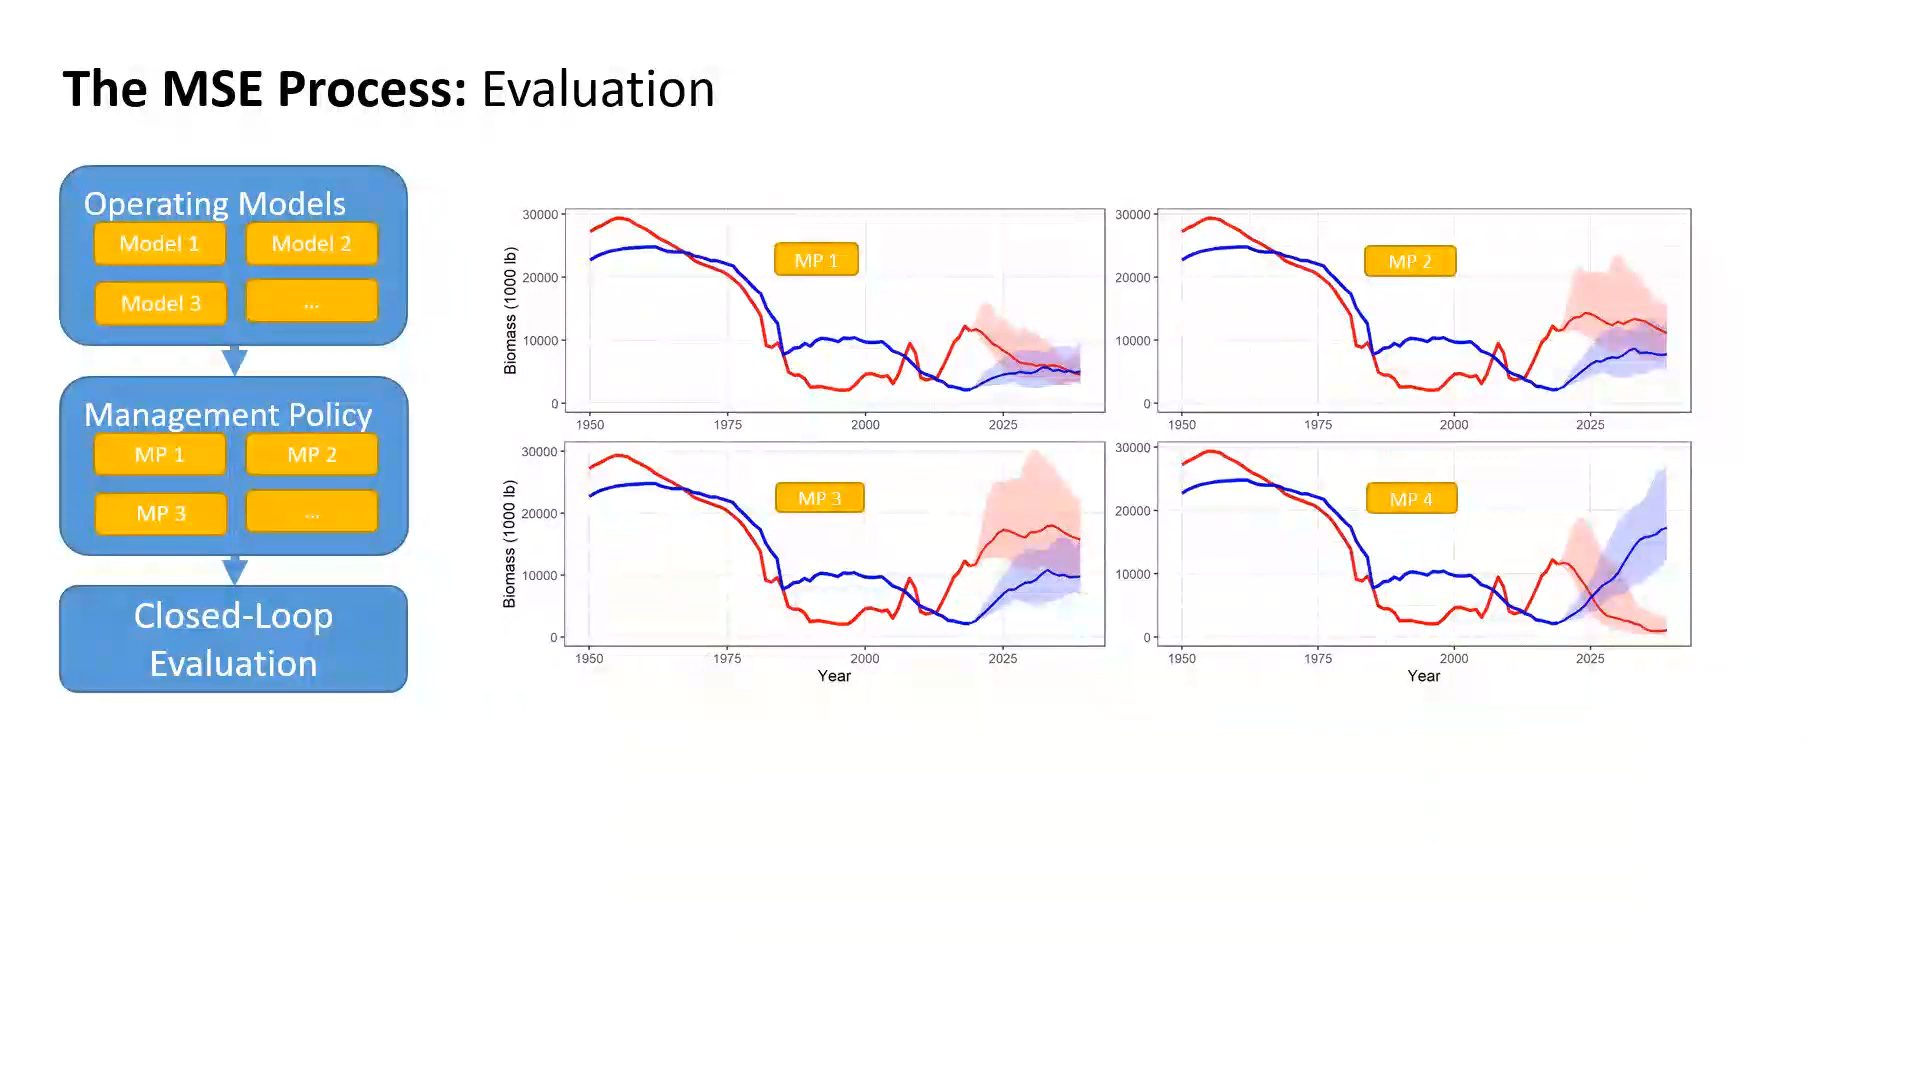 The MSE Process: Evaluation
Operating Models
Model 1 Model 2
Model 3 ...
Management Policy
MP 1 MP 2
MP 3 ...
Closed-Loop
Evaluation
Biomass (1000 lb)
30000
20000
10000
0
MP 1
1950 1975 2000 2025
30000
20000
10000
0
MP 2
1950 1975 2000 2025
Biomass (1000 lb)
30000
20000
10000
0
MP 3
1950 1975 2000 2025
Year
30000
20000
10000
0
MP 4
1950 1975 2000 2025
Year